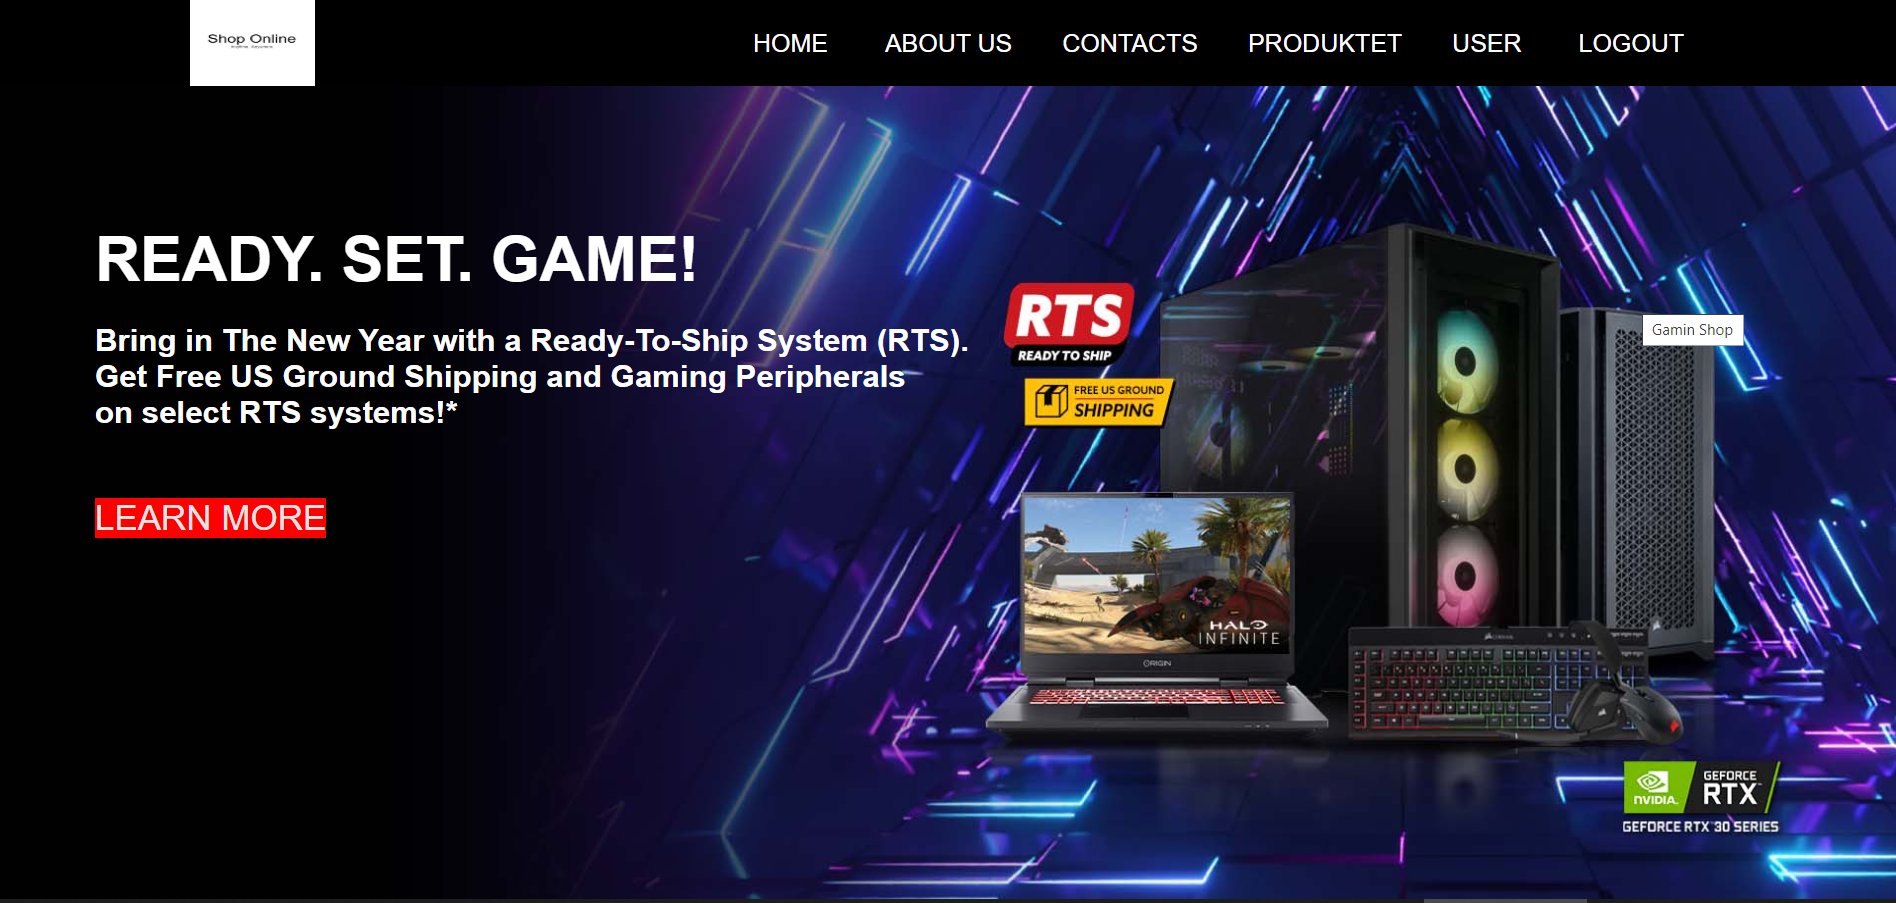 Shop Online
Anytime Anywhere
HOME
ABOUT US
CONTACTS
PRODUKTET
USER
LOGOUT
READY. SET. GAME!
Bring in The New Year with a Ready-To-Ship System (RTS).
Get Free US Ground Shipping and Gaming Peripherals
on select RTS systems!*
LEARN MORE
RTS
READY TO SHIP
FREE US GROUND
SHIPPING
Gamin Shop
HALO
INFINITE
ORIGIN
CORSAIR
NVIDIA.
GEFORCE
RTX
GEFORCE RTX 30 SERIES